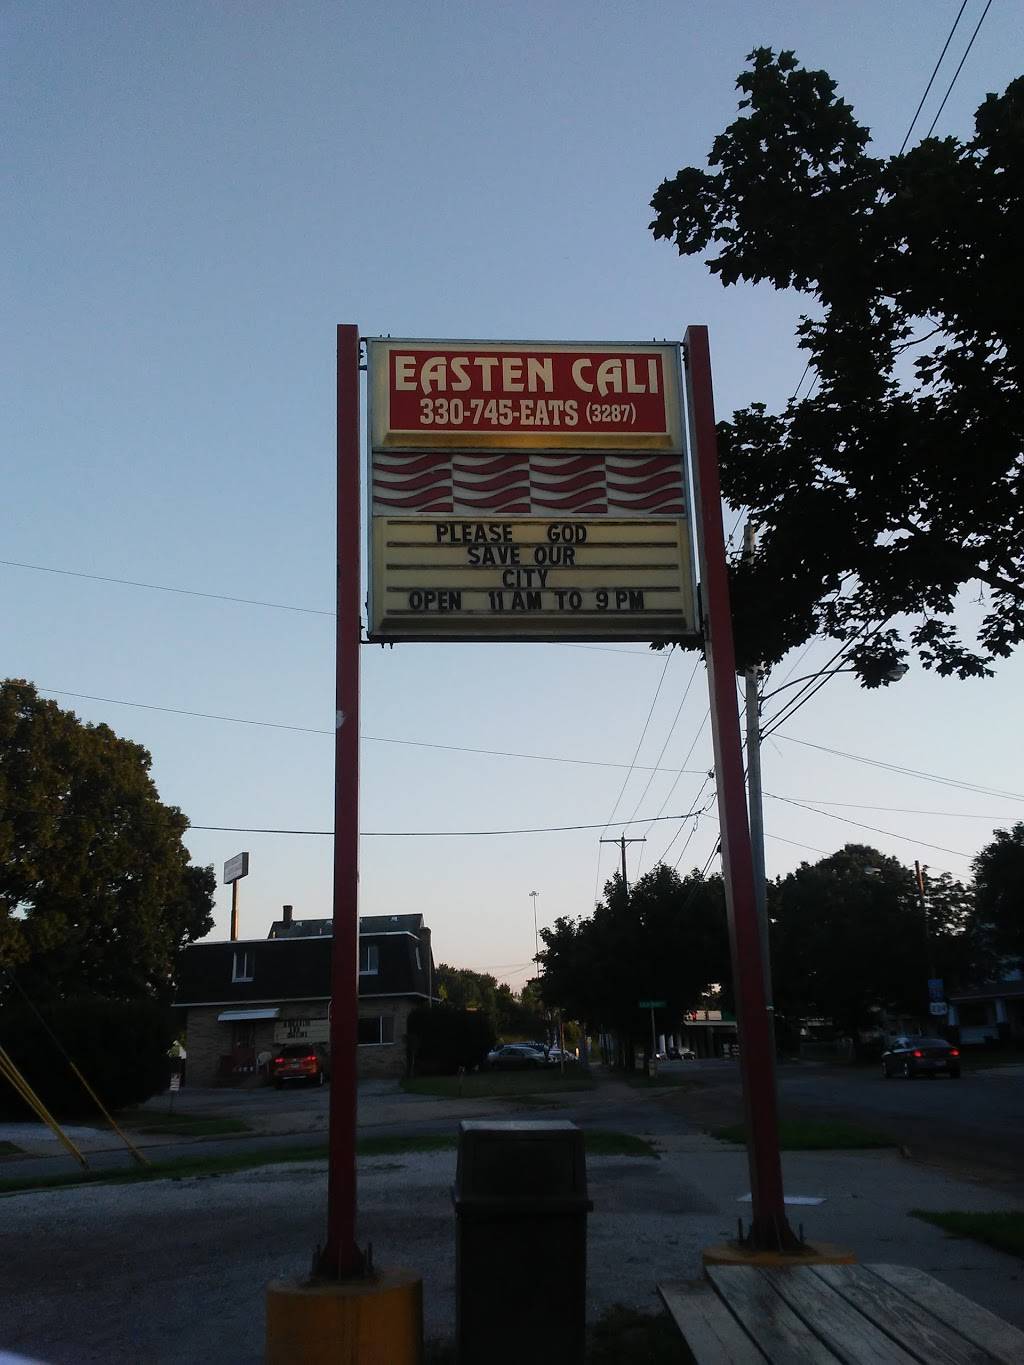 EASTEN CALI
330-745-EATS (3287)
PLEASE GOD
SAVE OUR
CITY
OPEN 11 AM TO 9 PM